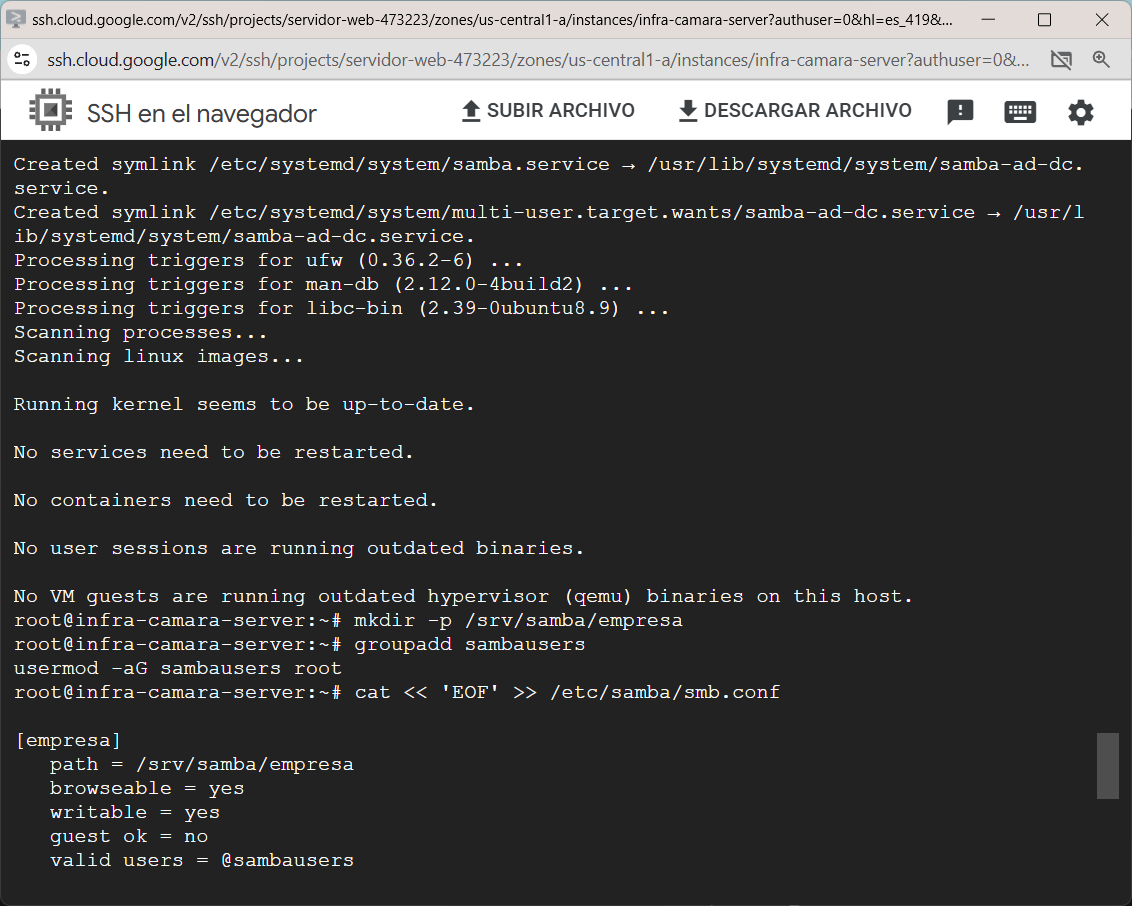 ssh.cloud.google.com/v2/ssh/projects/servidor-web-473223/zones/us-central1-a/instances/infra-camara-server?authuser=0&hl=es_419&...
ssh.cloud.google.com/v2/ssh/projects/servidor-web-473223/zones/us-central1-a/instances/infra-camara-server?authuser=0&...
SSH en el navegador
SUBIR ARCHIVO
DESCARGAR ARCHIVO
Created symlink /etc/systemd/system/samba.service → /usr/lib/systemd/system/samba-ad-dc.
service.
Created symlink /etc/systemd/system/multi-user.target.wants/samba-ad-dc.service → /usr/l
ib/systemd/system/samba-ad-dc.service.
Processing triggers for ufw (0.36.2-6) ...
Processing triggers for man-db (2.12.0-4build2) ...
Processing triggers for libc-bin (2.39-0ubuntu8.9) ...
Scanning processes...
Scanning linux images...
Running kernel seems to be up-to-date.
No services need to be restarted.
No containers need to be restarted.
No user sessions are running outdated binaries.
No VM guests are running outdated hypervisor (qemu) binaries on this host.
root@infra-camara-server:~# mkdir -p /srv/samba/empresa
root@infra-camara-server:~# groupadd sambausers
usermod -aG sambausers root
root@infra-camara-server:~# cat << 'EOF' >> /etc/samba/smb.conf
[empresa]
   path = /srv/samba/empresa
   browseable = yes
   writable = yes
   guest ok = no
   valid users = @sambausers